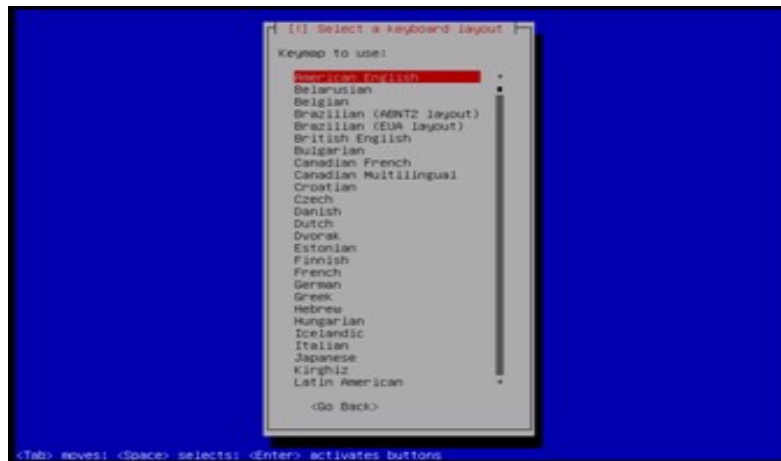 [!] Select a keyboard layout
Keymap to use:
American English
Belarusian
Belgian
Brazilian (ABNT2 layout)
Brazilian (EUA layout)
British English
Bulgarian
Canadian French
Canadian Multilingual
Croatian
Czech
Danish
Dutch
Dvorak
Estonian
Finnish
French
German
Greek
Hebrew
Hungarian
Icelandic
Italian
Japanese
Kirghiz
Latin American
<Go Back>
<Tab> moves; <Space> selects; <Enter> activates buttons